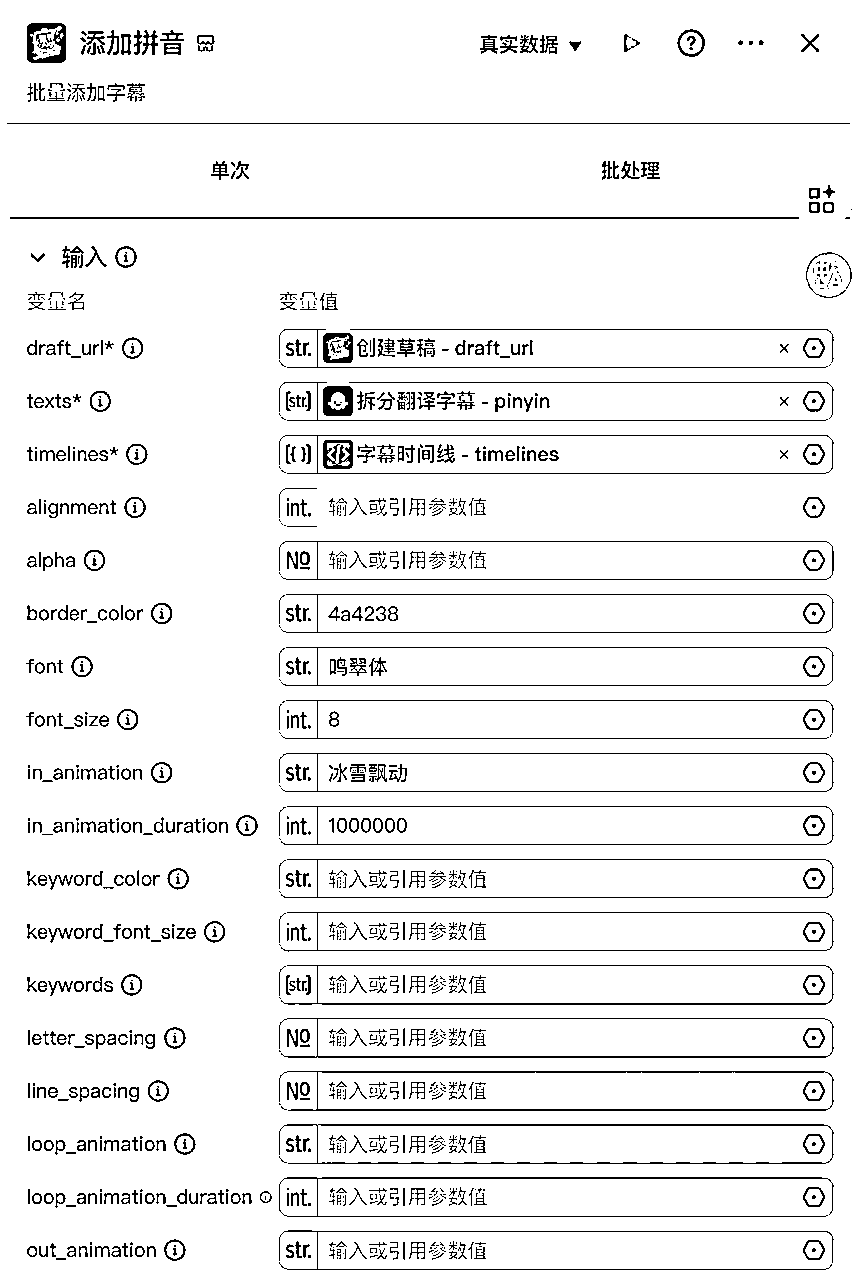 添加拼音 真实数据
批量添加字幕
单次 批处理
输入
变量名 变量值
draft_url* str. 创建草稿 - draft_url
texts* [str.] 拆分翻译字幕 - pinyin
timelines* [{}] 字幕时间线 - timelines
alignment int. 输入或引用参数值
alpha NO 输入或引用参数值
border_color str. 4a4238
font str. 鸣翠体
font_size int. 8
in_animation str. 冰雪飘动
in_animation_duration int. 1000000
keyword_color str. 输入或引用参数值
keyword_font_size int. 输入或引用参数值
keywords [str.] 输入或引用参数值
letter_spacing NO 输入或引用参数值
line_spacing NO 输入或引用参数值
loop_animation str. 输入或引用参数值
loop_animation_duration int. 输入或引用参数值
out_animation str. 输入或引用参数值